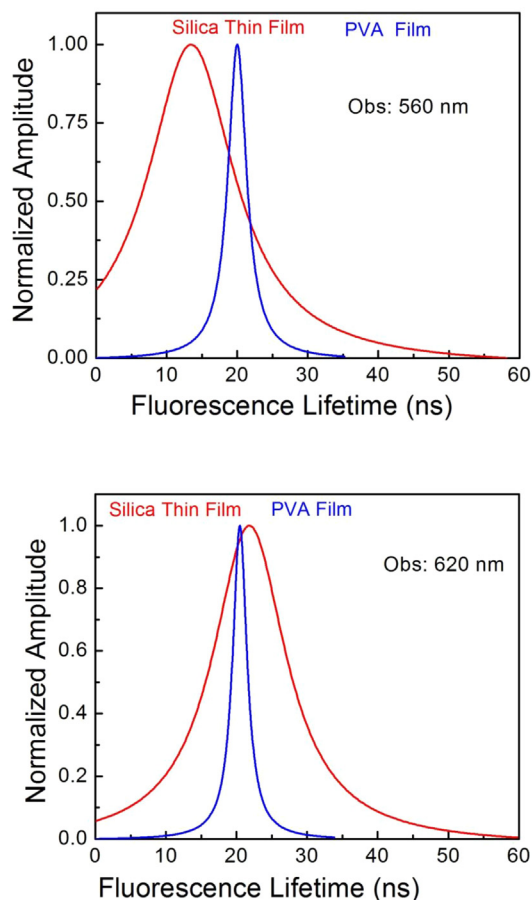 Silica Thin Film PVA Film
Obs: 560 nm
Normalized Amplitude
1.00
0.75
0.50
0.25
0.00
0 10 20 30 40 50 60
Fluorescence Lifetime (ns)
Silica Thin Film PVA Film
Obs: 620 nm
Normalized Amplitude
1.0
0.8
0.6
0.4
0.2
0.0
0 10 20 30 40 50 60
Fluorescence Lifetime (ns)